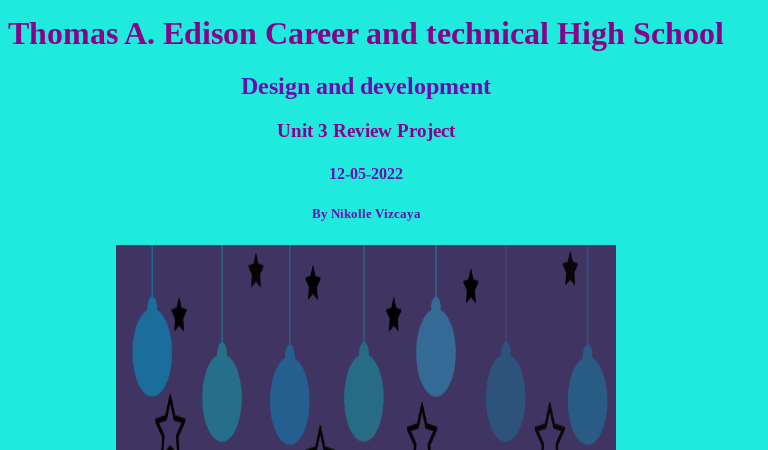 Thomas A. Edison Career and technical High School
Design and development
Unit 3 Review Project
12-05-2022
By Nikolle Vizcaya